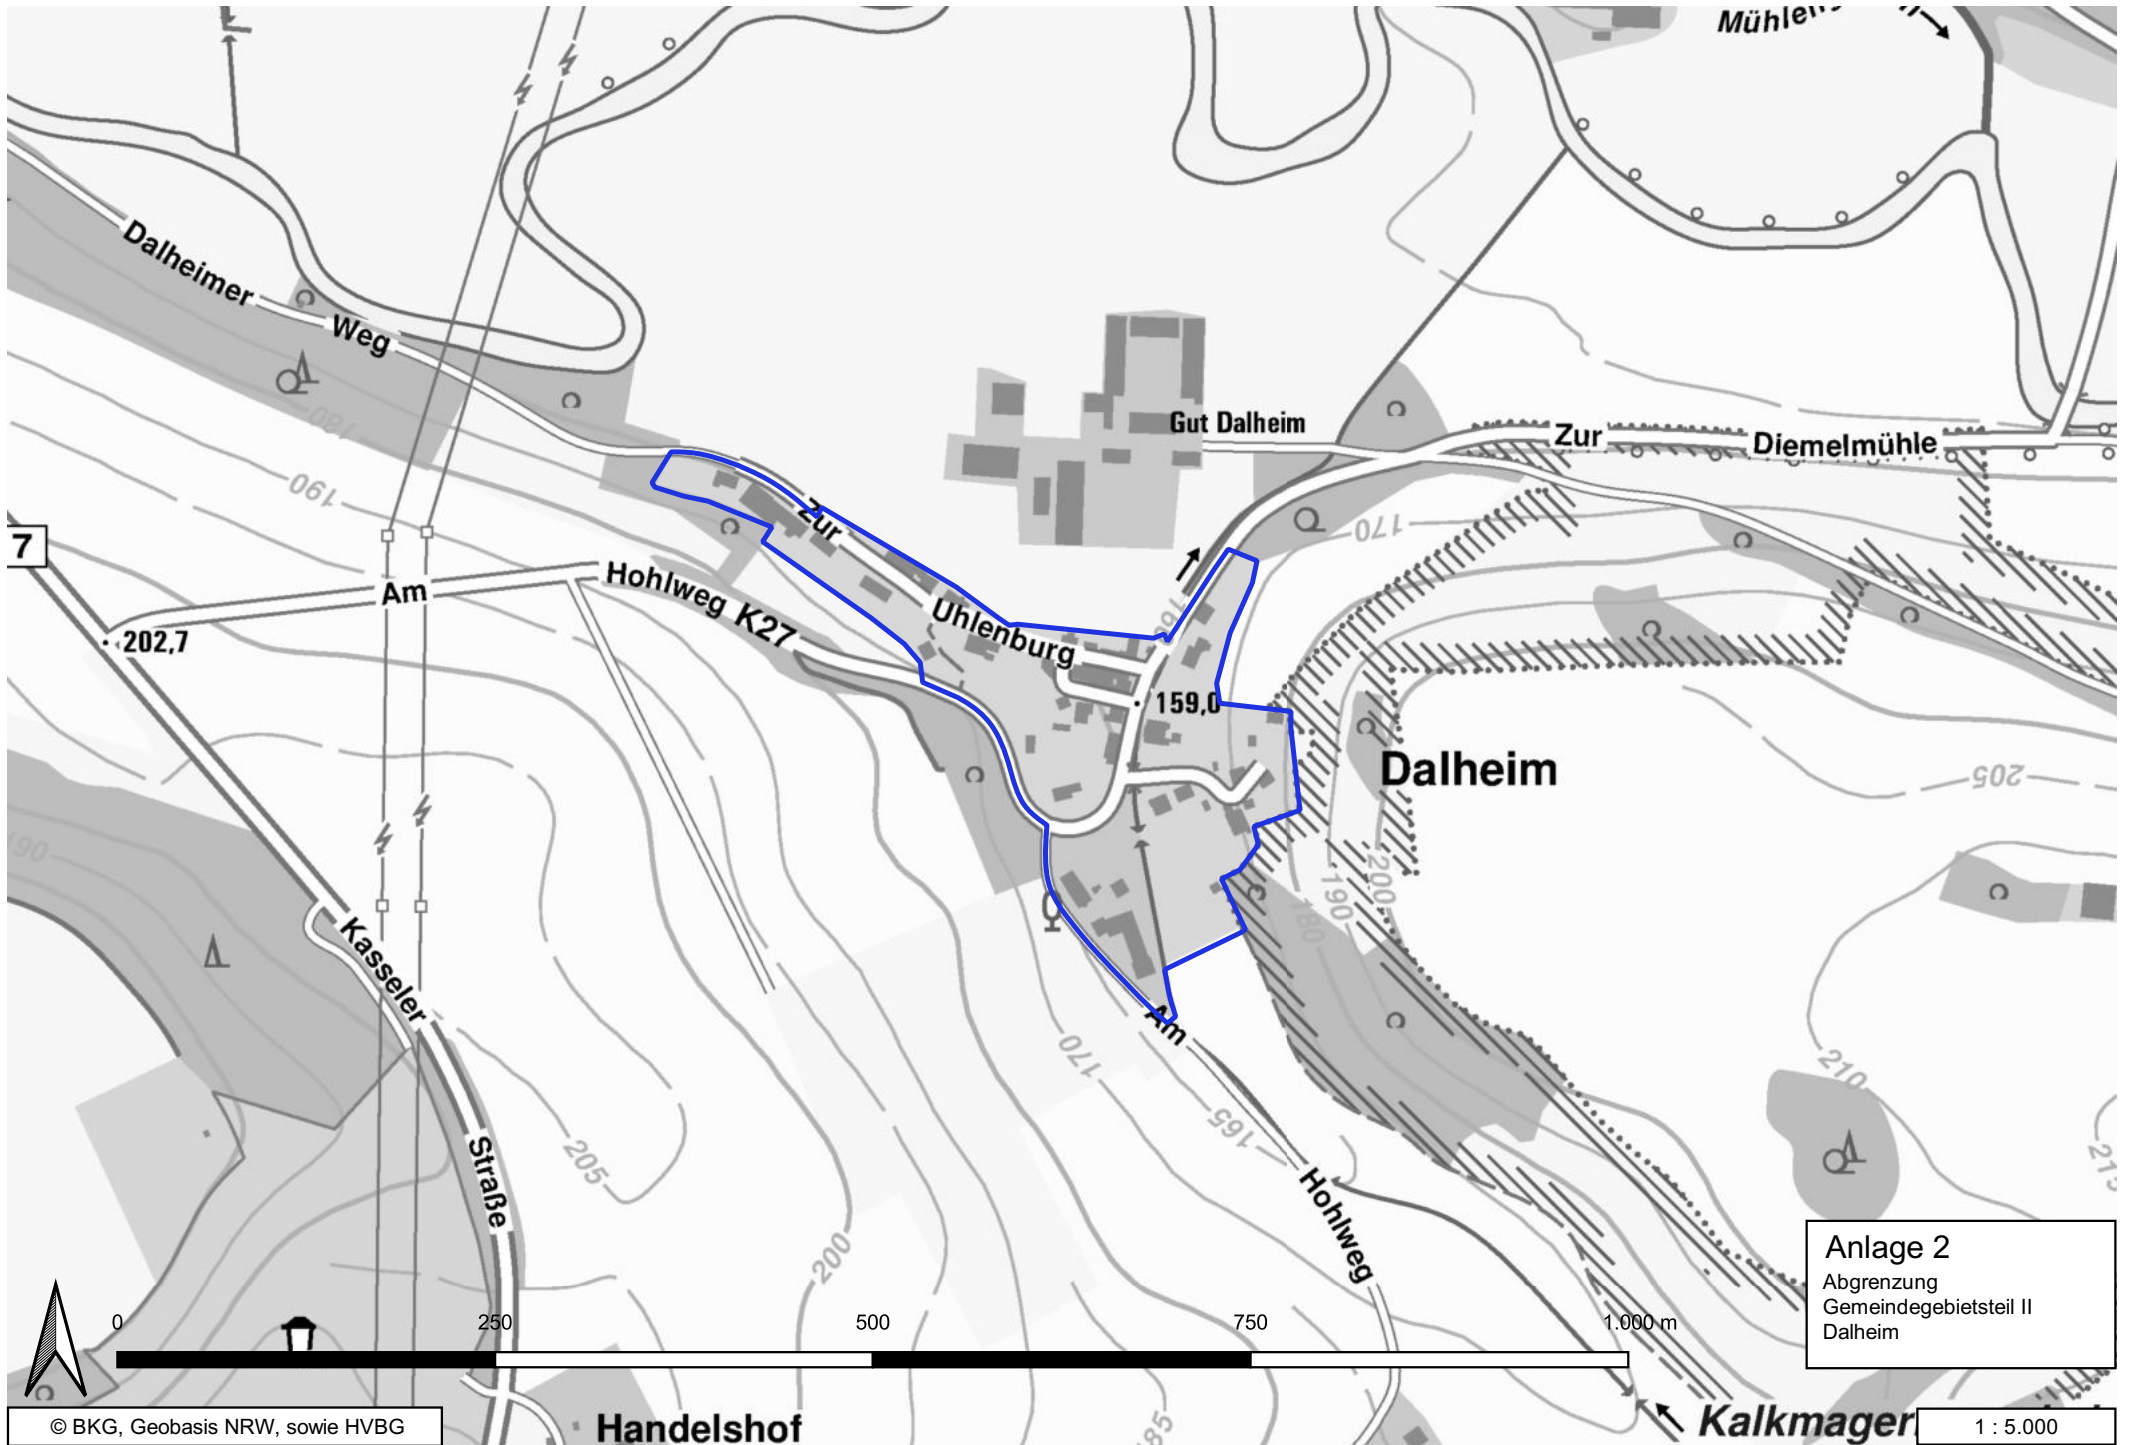 Dalheimer
Weg
180
190
7
Am
202,7
Hohlweg K27
Zur
Uhlenburg
Gut Dalheim
Zur
Diemelmühle
170
159,0
Dalheim
205
190
200
180
Kasseler
Straße
Am
170
165
Hohlweg
210
205
200
Anlage 2
Abgrenzung
Gemeindegebietsteil II
Dalheim
0
250
500
750
1.000 m
© BKG, Geobasis NRW, sowie HVBG
Handelshof
1 : 5.000